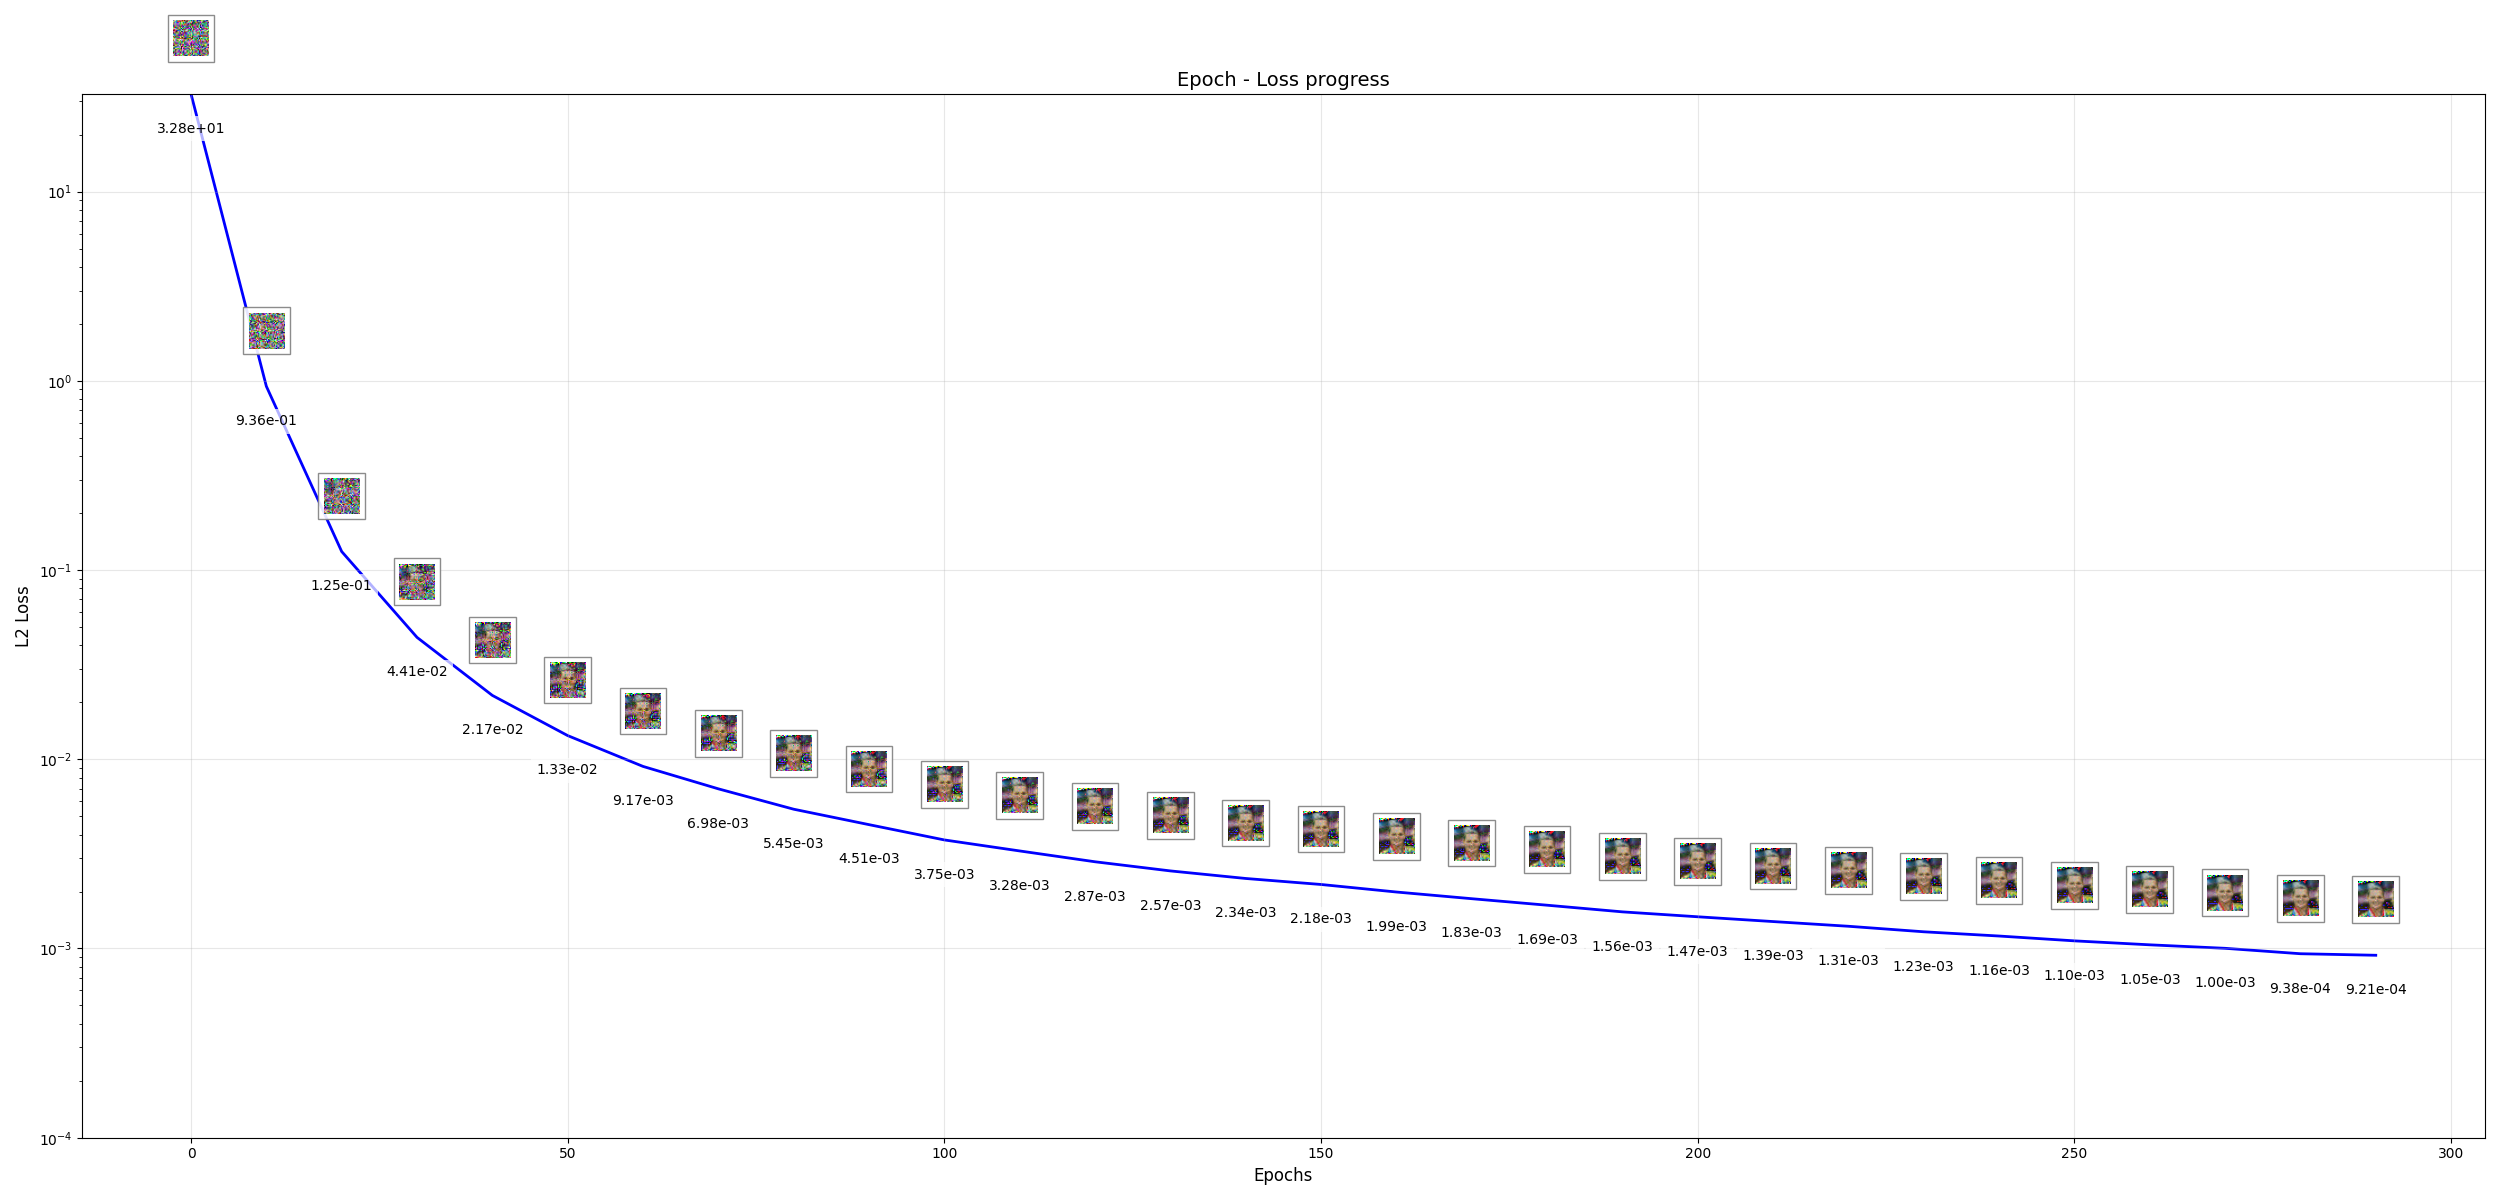 Epoch - Loss progress
3.28e+01
10¹
10⁰
9.36e-01
10⁻¹
1.25e-01
4.41e-02
2.17e-02
10⁻²
1.33e-02
9.17e-03
6.98e-03
5.45e-03
4.51e-03
3.75e-03
3.28e-03
2.87e-03
2.57e-03
2.34e-03
2.18e-03
1.99e-03
1.83e-03
1.69e-03
1.56e-03
1.47e-03
1.39e-03
1.31e-03
1.23e-03
1.16e-03
1.10e-03
1.05e-03
1.00e-03
9.38e-04
9.21e-04
10⁻³
10⁻⁴
L2 Loss
0 50 100 150 200 250 300
Epochs